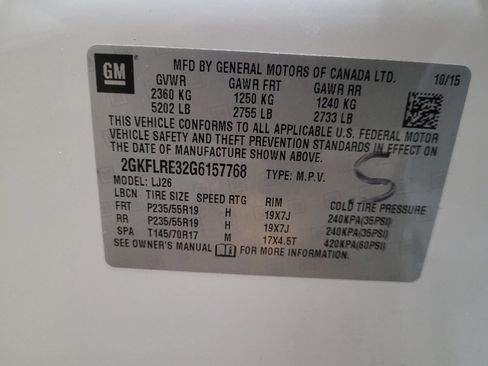 GM
MFD BY GENERAL MOTORS OF CANADA LTD. 10/15
GVWR GAWR FRT GAWR RR
2360 KG 1250 KG 1240 KG
5202 LB 2755 LB 2733 LB
THIS VEHICLE CONFORMS TO ALL APPLICABLE U.S. FEDERAL MOTOR
VEHICLE SAFETY AND THEFT PREVENTION STANDARDS IN EFFECT ON
THE DATE OF MANUFACTURE SHOWN ABOVE.
2GKFLRE32G6157768 TYPE: M.P.V.
MODEL: LJ26
LBCN TIRE SIZE SPEED RTG RIM COLD TIRE PRESSURE
FRT P235/55R19 H 19X7J 240KPA(35PSI)
RR P235/55R19 H 19X7J 240KPA(35PSI)
SPA T145/70R17 M 17X4.5T 420KPA(60PSI)
SEE OWNER'S MANUAL FOR MORE INFORMATION.
S